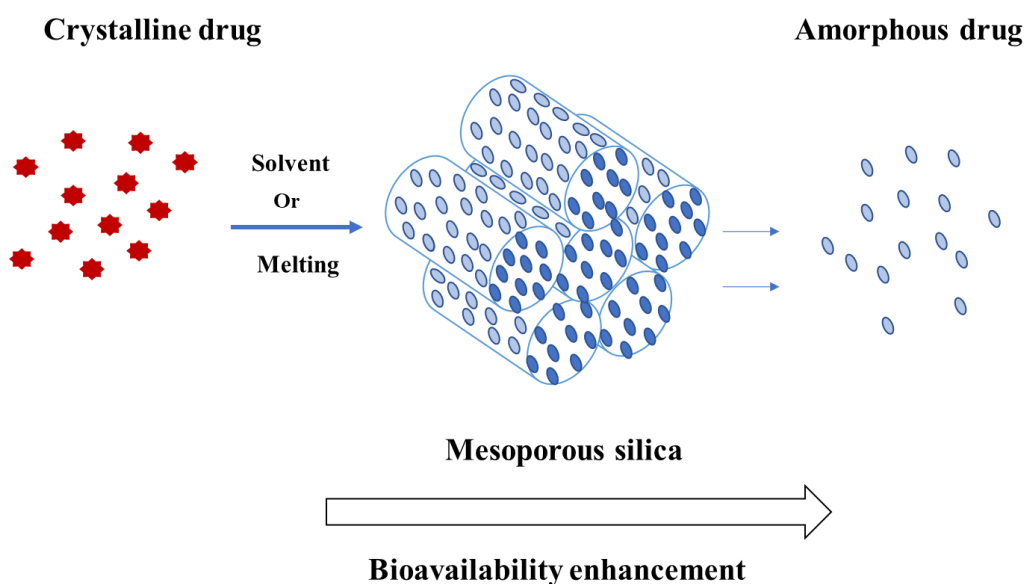 Crystalline drug
Amorphous drug
Solvent
Or
Melting
Mesoporous silica
Bioavailability enhancement